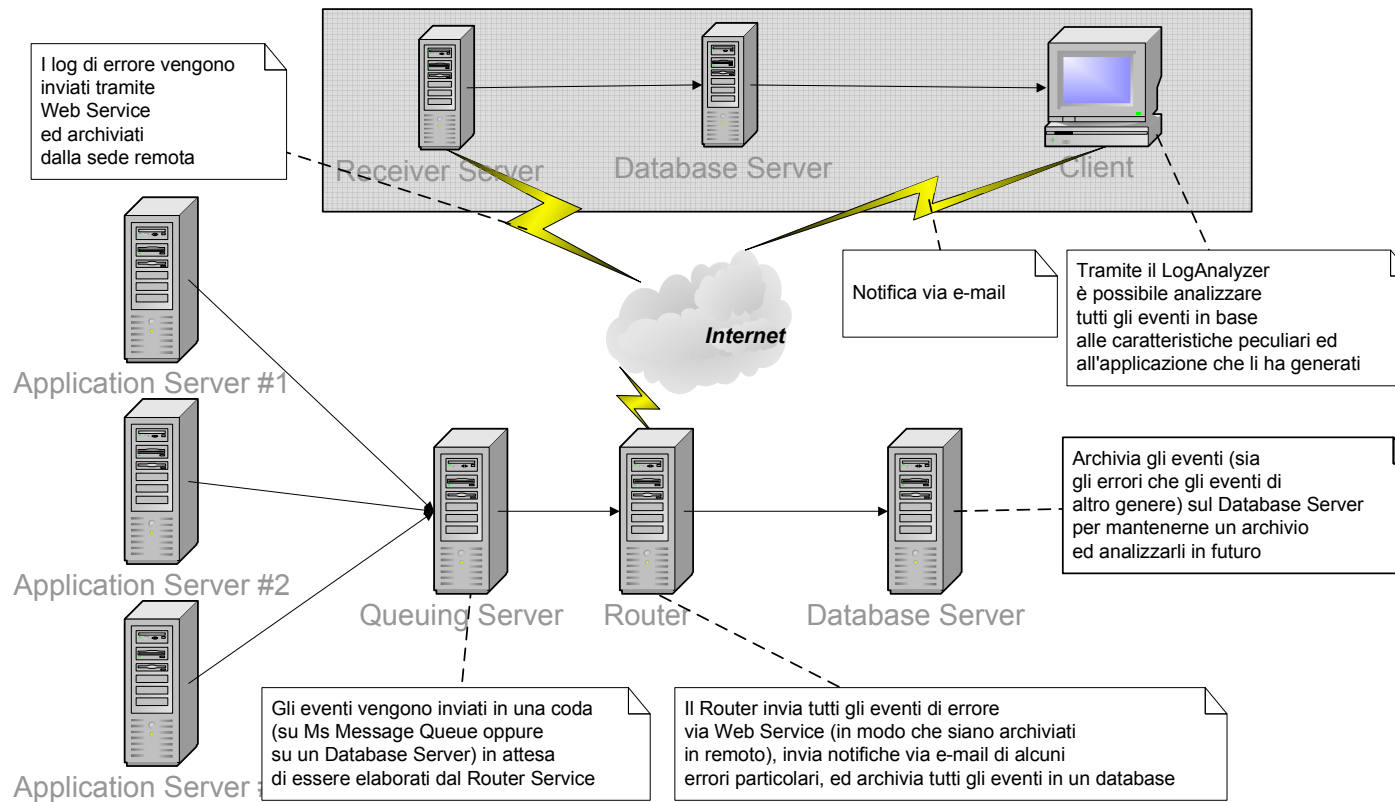 I log di errore vengono
inviati tramite
Web Service
ed archiviati
dalla sede remota
Receiver Server
Database Server
Client
Application Server #1
Internet
Notifica via e-mail
Tramite il LogAnalyzer
è possibile analizzare
tutti gli eventi in base
alle caratteristiche peculiari ed
all'applicazione che li ha generati
Application Server #2
Queuing Server
Router
Database Server
Archivia gli eventi (sia
gli errori che gli eventi di
altro genere) sul Database Server
per mantenerne un archivio
ed analizzarli in futuro
Application Server
Gli eventi vengono inviati in una coda
(su Ms Message Queue oppure
su un Database Server) in attesa
di essere elaborati dal Router Service
Il Router invia tutti gli eventi di errore
via Web Service (in modo che siano archiviati
in remoto), invia notifiche via e-mail di alcuni
errori particolari, ed archivia tutti gli eventi in un database